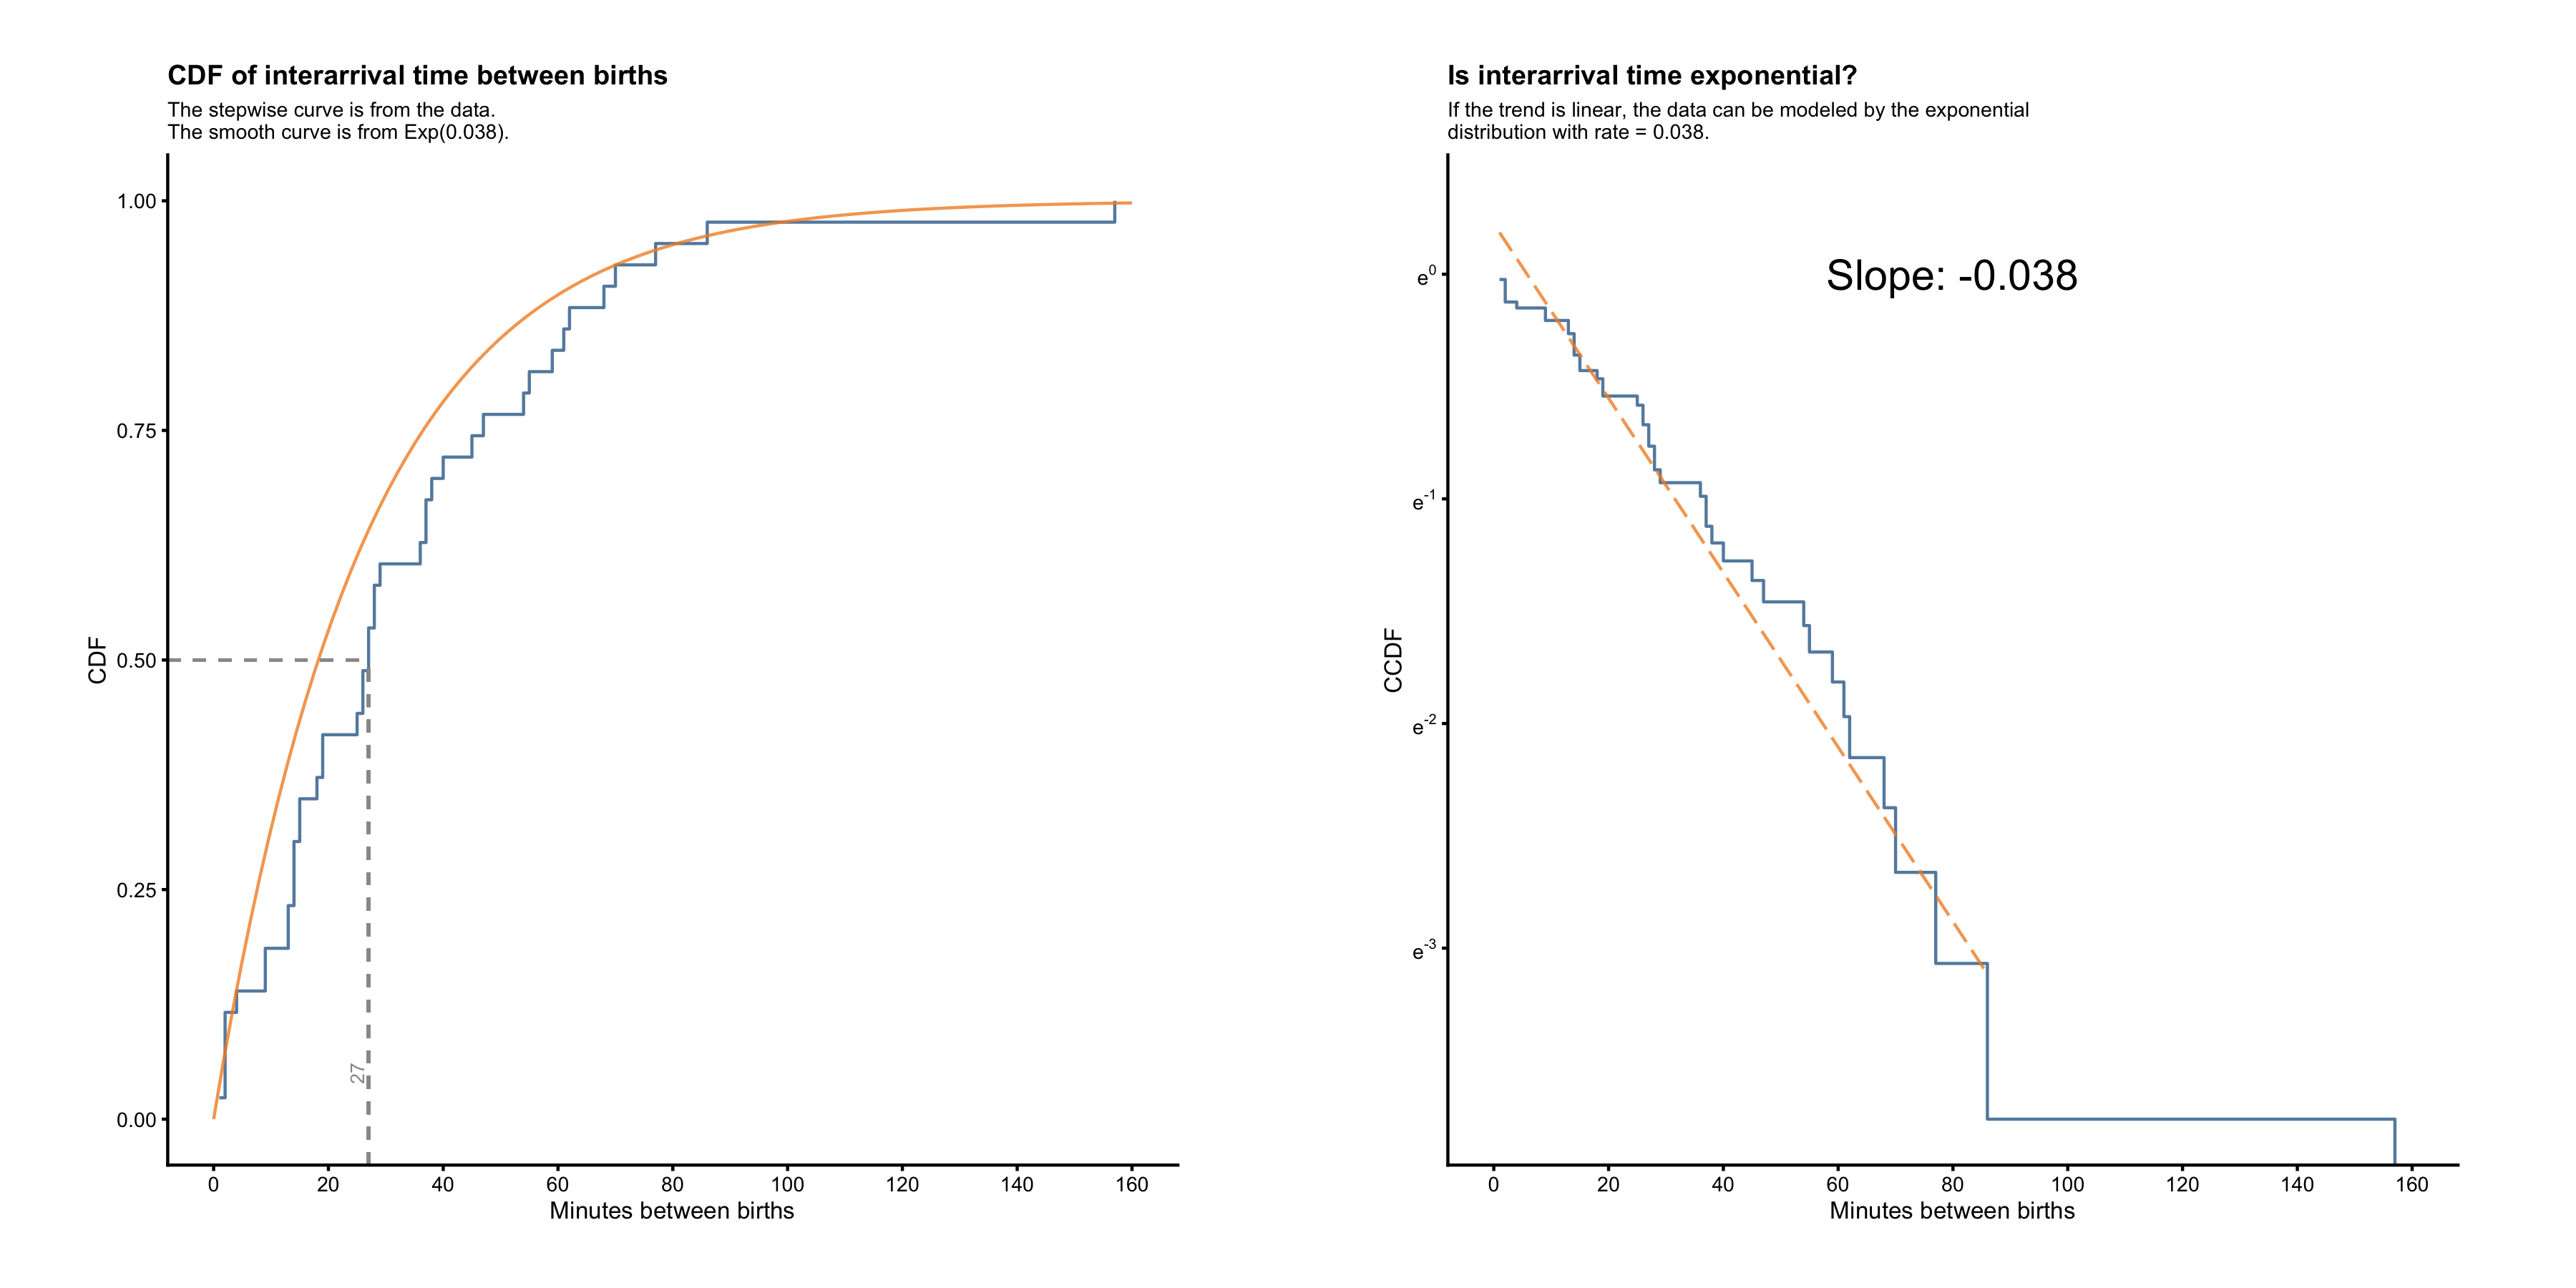 CDF of interarrival time between births
The stepwise curve is from the data.
The smooth curve is from Exp(0.038).
1.00
0.75
0.50
0.25
0.00
CDF
27
0 20 40 60 80 100 120 140 160
Minutes between births
Is interarrival time exponential?
If the trend is linear, the data can be modeled by the exponential
distribution with rate = 0.038.
Slope: -0.038
e⁰
e⁻¹
e⁻²
e⁻³
CCDF
0 20 40 60 80 100 120 140 160
Minutes between births